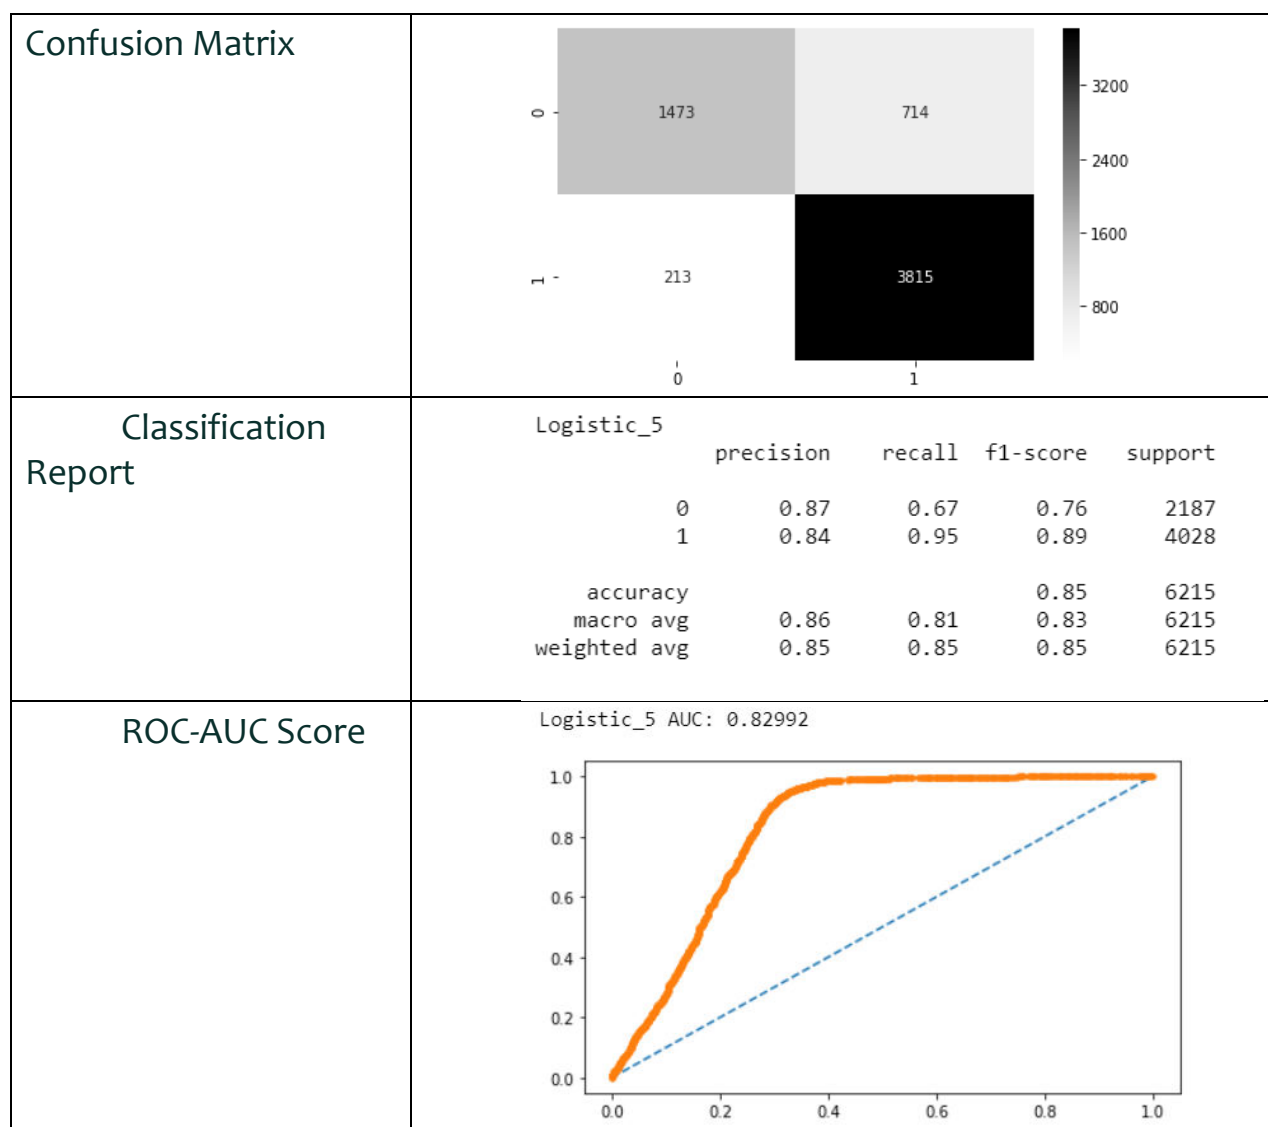 Confusion Matrix
0
1473
714
1
213
3815
0
1
3200
2400
1600
800
Classification
Report
Logistic_5
precision recall f1-score support
0 0.87 0.67 0.76 2187
1 0.84 0.95 0.89 4028
accuracy 0.85 6215
macro avg 0.86 0.81 0.83 6215
weighted avg 0.85 0.85 0.85 6215
ROC-AUC Score
Logistic_5 AUC: 0.82992
1.0
0.8
0.6
0.4
0.2
0.0
0.0 0.2 0.4 0.6 0.8 1.0